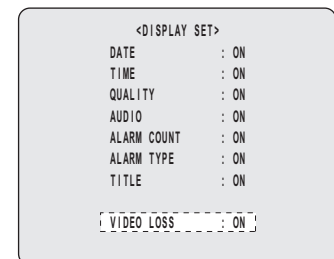 <DISPLAY SET>
DATE : ON
TIME : ON
QUALITY : ON
AUDIO : ON
ALARM COUNT : ON
ALARM TYPE : ON
TITLE : ON
VIDEO LOSS : ON